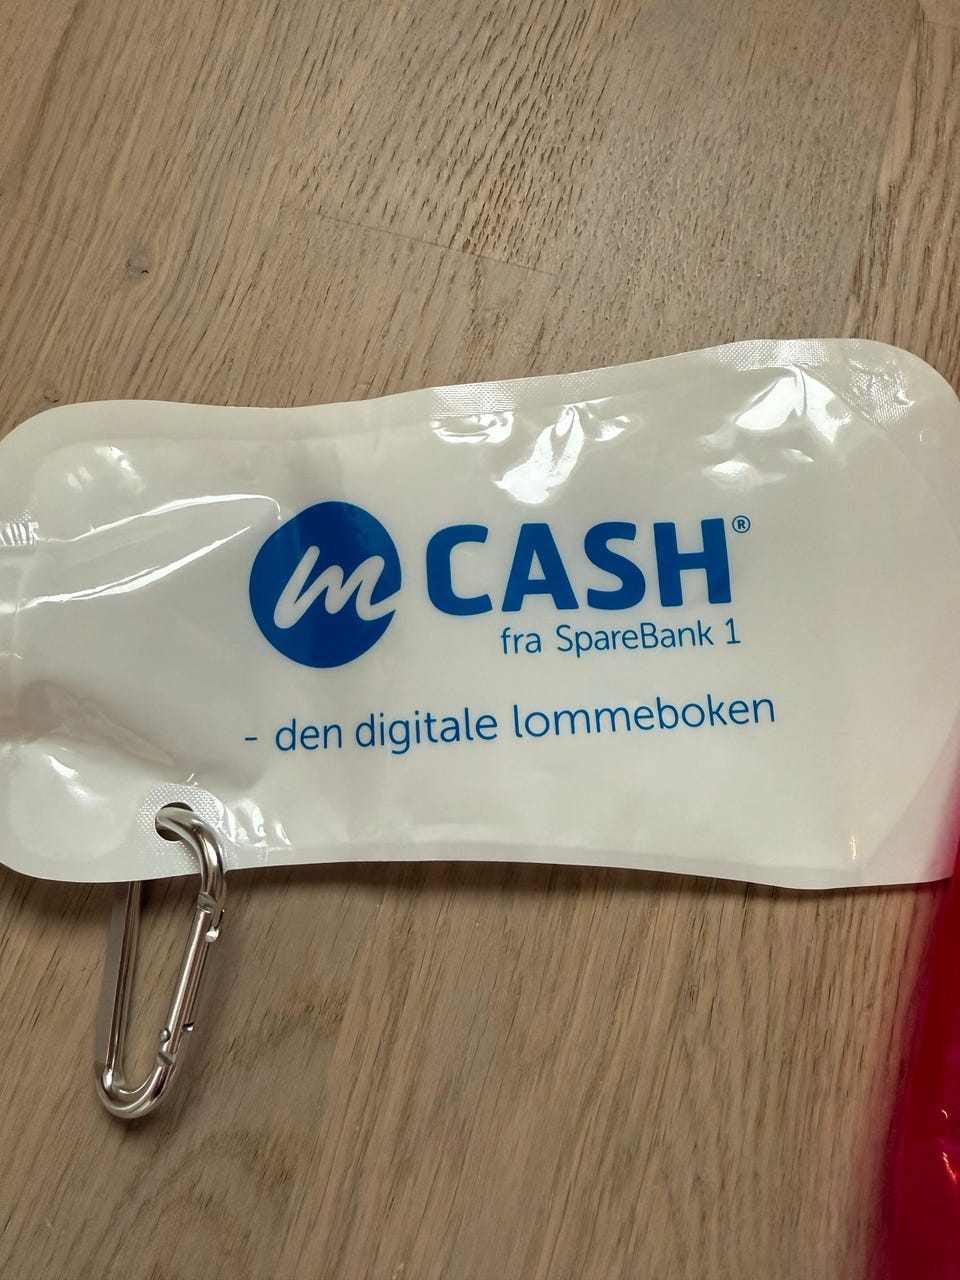 m CASH®
fra SpareBank 1
- den digitale lommeboken